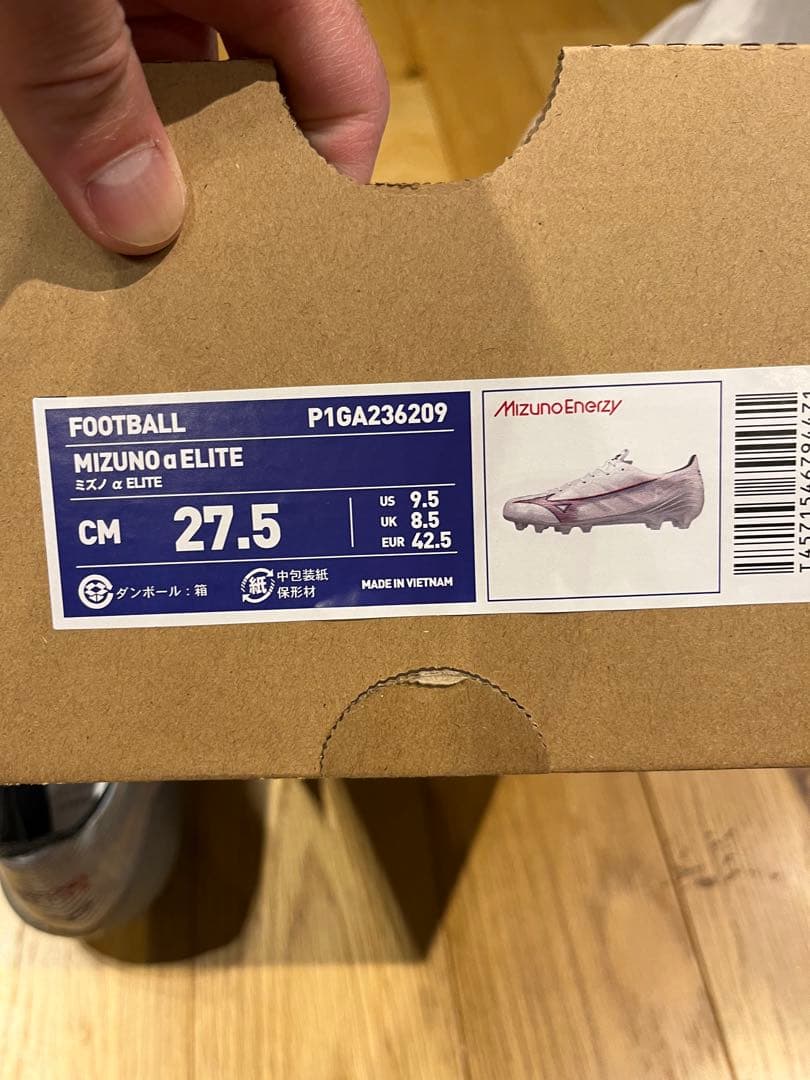 FOOTBALL P1GA236209
MIZUNO α ELITE
ミズノ α ELITE
CM 27.5
US 9.5
UK 8.5
EUR 42.5
ダンボール：箱
紙 中包装紙
保形材
MADE IN VIETNAM
MizunoEnerzy